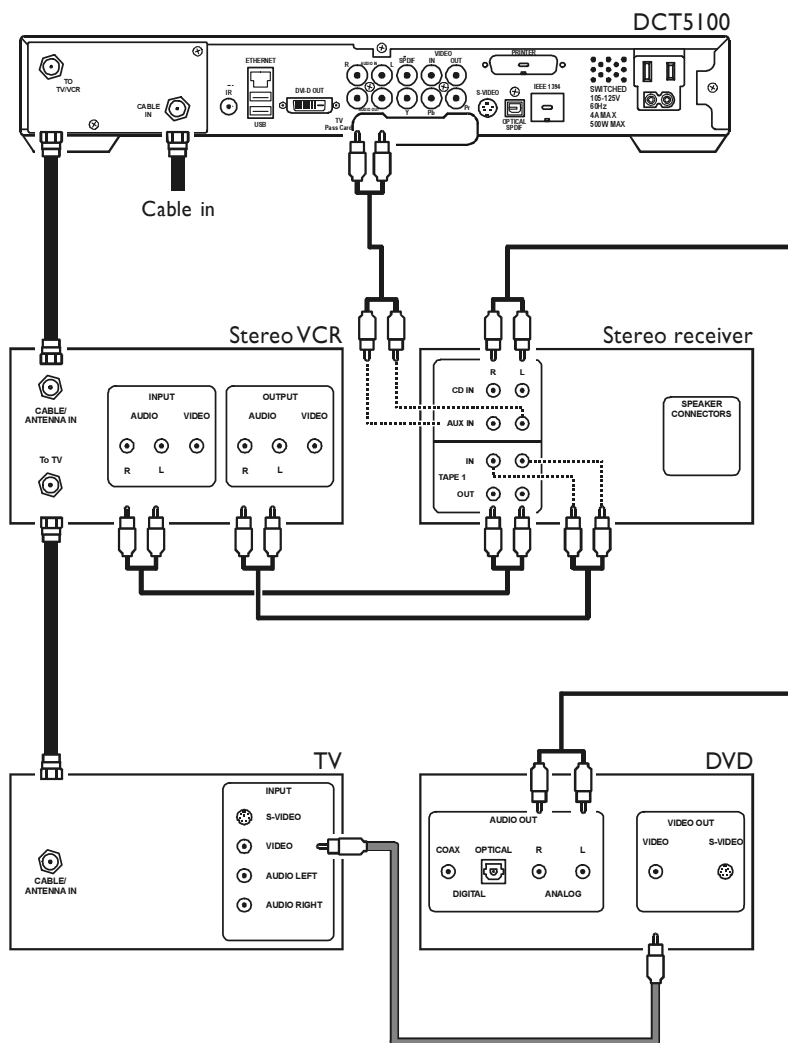 DCT5100
TO
TV/VCR
CABLE
IN
IR
ETHERNET
USB
DVI-D OUT
R AUDIO IN L
AUDIO OUT
TV
Pass Card
SPDIF
VIDEO
IN OUT
Y Pb Pr
PRINTER
S-VIDEO
OPTICAL
SPDIF
IEEE 1394
SWITCHED
105-125V
60Hz
4A MAX
500W MAX
Cable in
Stereo VCR
CABLE/
ANTENNA IN
To TV
INPUT
AUDIO VIDEO
R L
OUTPUT
AUDIO VIDEO
R L
Stereo receiver
R L
CD IN
AUX IN
IN
TAPE 1
OUT
SPEAKER
CONNECTORS
TV
CABLE/
ANTENNA IN
INPUT
S-VIDEO
VIDEO
AUDIO LEFT
AUDIO RIGHT
DVD
AUDIO OUT
COAX OPTICAL R L
DIGITAL ANALOG
VIDEO OUT
VIDEO S-VIDEO